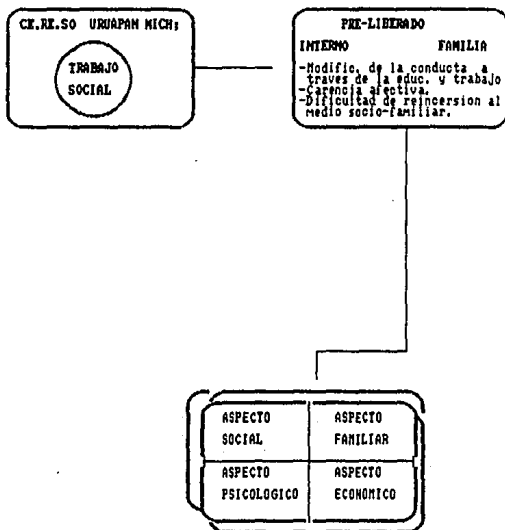 CE.RE.SO URUAPAN MICH;
TRABAJO
SOCIAL
PRE-LIBERADO
INTERNO FAMILIA
-Modific. de la conducta a
traves de la educ. y trabajo
-Carencia afectiva.
-Dificultad de reincersion al
medio socio-familiar.
ASPECTO
SOCIAL
ASPECTO
FAMILIAR
ASPECTO
PSICOLOGICO
ASPECTO
ECONOMICO